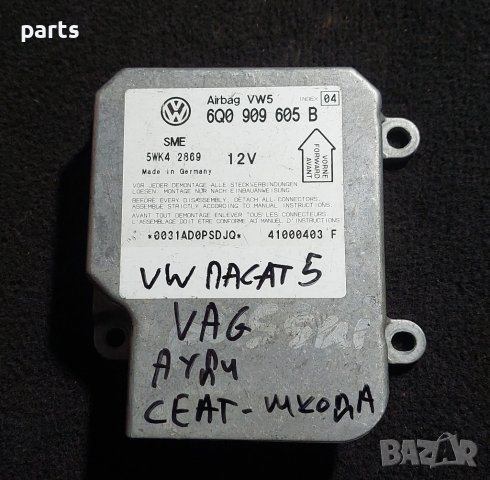 parts
Airbag VW5
INDEX 04
6Q0 909 605 B
SME
5WK4 2869
12V
Made in Germany
VORNE
FORWARD
AVANT
VOR JEDER DEMONTAGE ALLE STECKVERBINDUNGEN
LOESEN. MONTAGE NUR NACH EINBAUANWEISUNG.
BEFORE EVERY DISASSEMBLY, DETACH ALL-CONNECTORS.
ASSEMBLE STRICTLY ACCORDING TO MANUAL INSTRUCTIONS.
AVANT TOUT DEMONTAGE ENLEVER TOUS LES CONNECTEURS
L'ASSEMBLAGE DOIT ETRE CONFORME AU MANUEL D'INSTRUCTIONS
*0031AD0PSDJQ* 41000403 F
VW ПАСАТ 5
VAG
АУДИ
СЕАТ-ШКОДА
БАЗАР